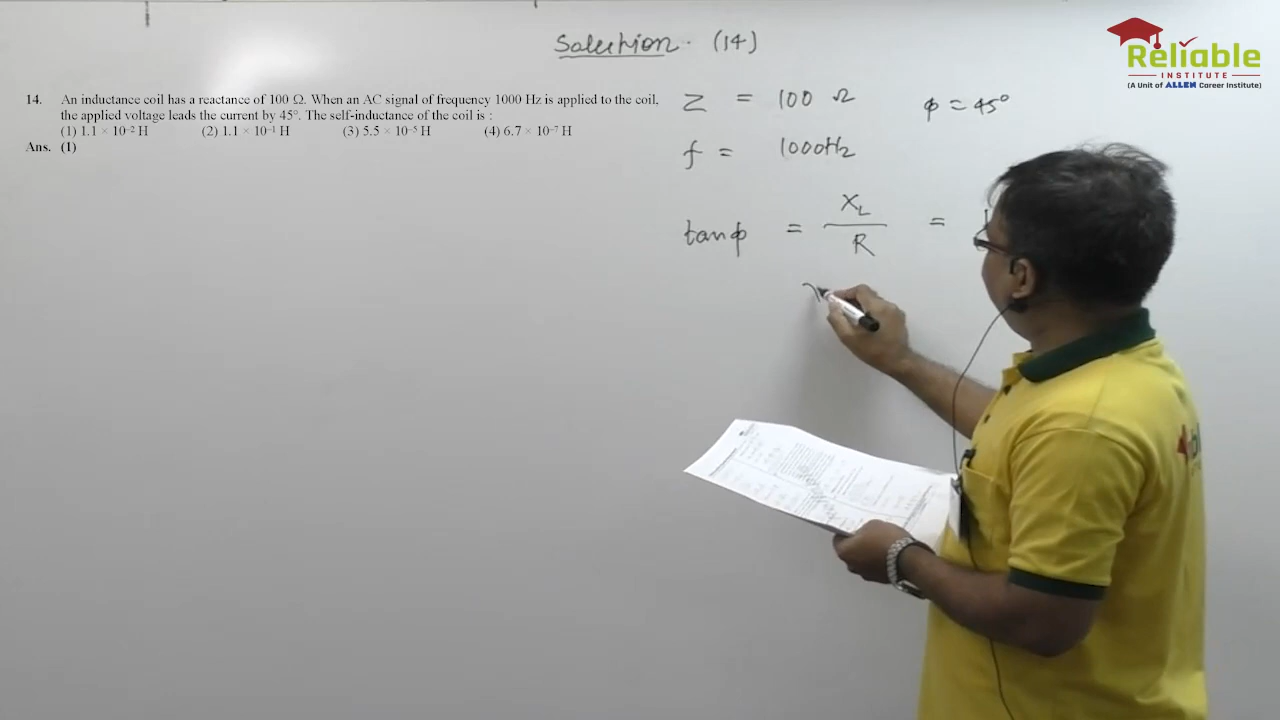 Solution. (14)
Reliable
INSTITUTE
(A Unit of ALLEN Career Institute)
14. An inductance coil has a reactance of 100 Ω. When an AC signal of frequency 1000 Hz is applied to the coil,
the applied voltage leads the current by 45°. The self-inductance of the coil is :
(1) 1.1 × 10⁻² H (2) 1.1 × 10⁻¹ H (3) 5.5 × 10⁻⁵ H (4) 6.7 × 10⁻⁷ H
Ans. (1)
Z = 100 Ω φ = 45°
f = 1000Hz
tanφ = X_L / R =